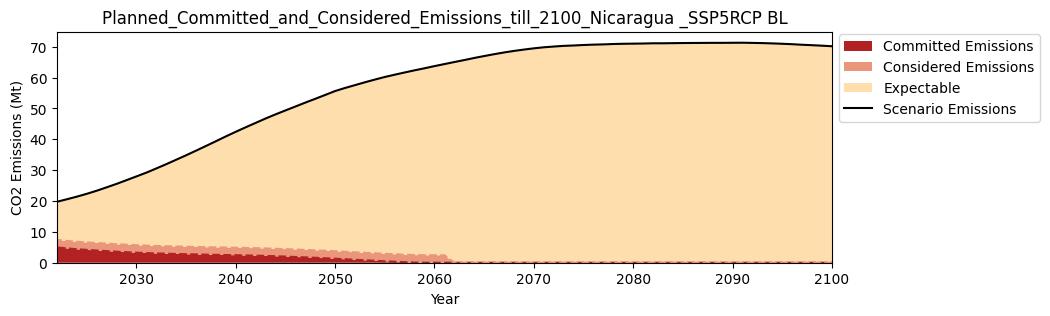 Planned_Committed_and_Considered_Emissions_till_2100_Nicaragua _SSP5RCP BL
CO2 Emissions (Mt)
70
60
50
40
30
20
10
0
2030
2040
2050
2060
2070
2080
2090
2100
Year
Committed Emissions
Considered Emissions
Expectable
Scenario Emissions